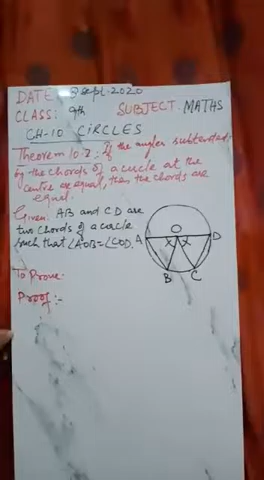 DATE 3 Sept. 2020
CLASS: 9th SUBJECT. MATHS
CH-10 CIRCLES
Theorem 10.2: If the angles subtended
by the chords of a circle at the
centre are equal, then the chords are
equal.
Given: AB and CD are
two chords of a circle
such that ∠AOB=∠COD.
O
A X X D
B C
To Prove:
Proof:-